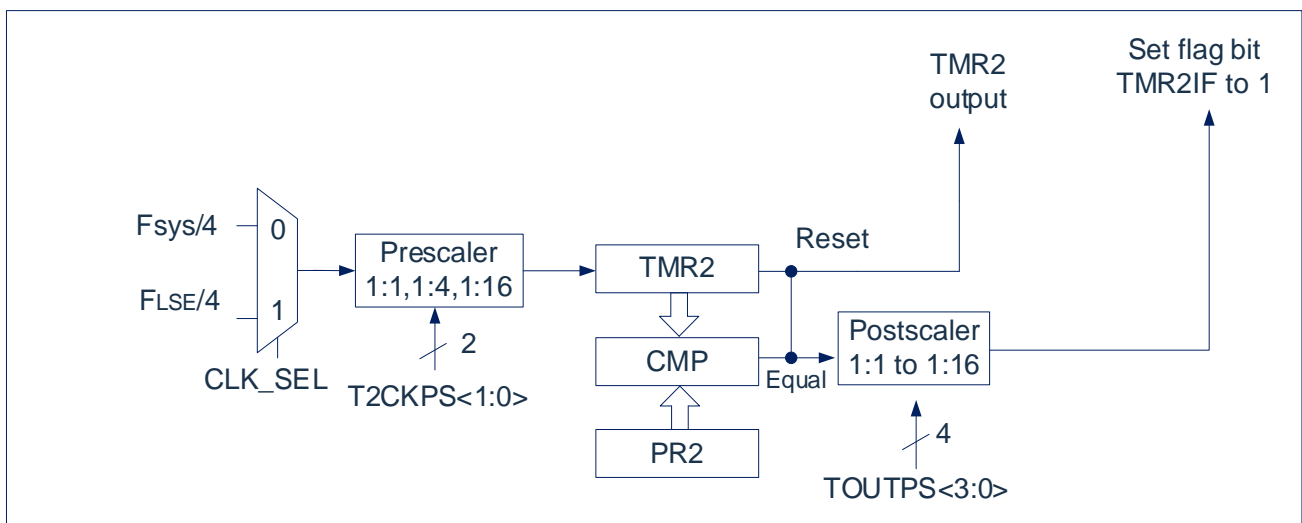 TMR2
output
Set flag bit
TMR2IF to 1
Fsys/4
0
FLSE/4
1
CLK_SEL
Prescaler
1:1,1:4,1:16
2
T2CKPS<1:0>
TMR2
Reset
CMP
Equal
PR2
Postscaler
1:1 to 1:16
4
TOUTPS<3:0>